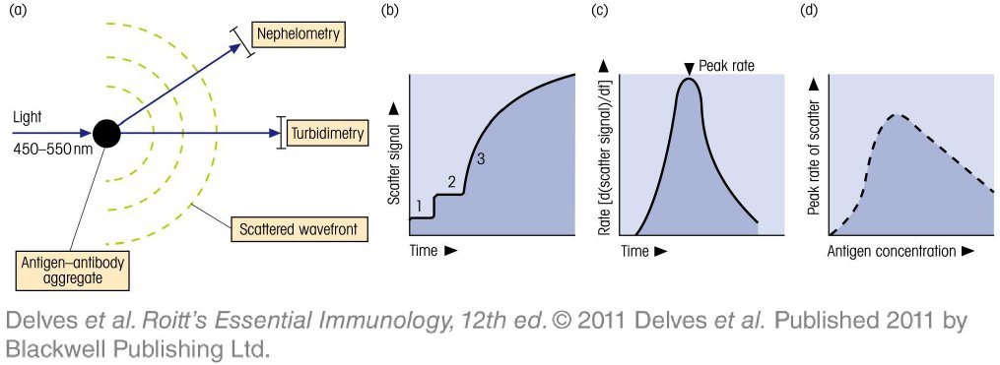 (a)
Nephelometry
Light
450–550 nm
Turbidimetry
Scattered wavefront
Antigen–antibody
aggregate
(b)
Scatter signal ▲
1
2
3
Time ►
(c)
Peak rate
Rate [d(scatter signal)/dt] ▲
Time ►
(d)
Peak rate of scatter ▲
Antigen concentration ►
Delves et al. Roitt's Essential Immunology, 12th ed. © 2011 Delves et al. Published 2011 by
Blackwell Publishing Ltd.